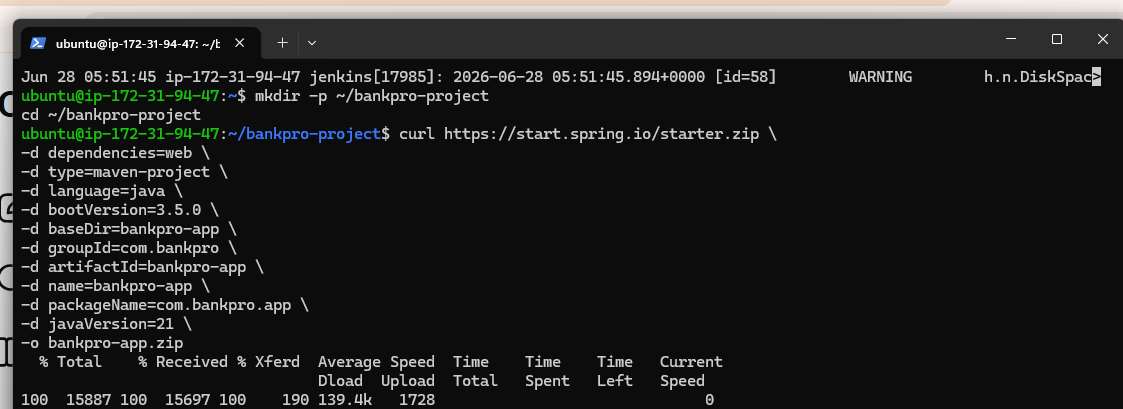 ubuntu@ip-172-31-94-47: ~/b
Jun 28 05:51:45 ip-172-31-94-47 jenkins[17985]: 2026-06-28 05:51:45.894+0000 [id=58]        WARNING        h.n.DiskSpac>
ubuntu@ip-172-31-94-47:~$ mkdir -p ~/bankpro-project
cd ~/bankpro-project
ubuntu@ip-172-31-94-47:~/bankpro-project$ curl https://start.spring.io/starter.zip \
-d dependencies=web \
-d type=maven-project \
-d language=java \
-d bootVersion=3.5.0 \
-d baseDir=bankpro-app \
-d groupId=com.bankpro \
-d artifactId=bankpro-app \
-d name=bankpro-app \
-d packageName=com.bankpro.app \
-d javaVersion=21 \
-o bankpro-app.zip
  % Total    % Received % Xferd  Average Speed  Time    Time    Time   Current
                                 Dload  Upload  Total   Spent   Left   Speed
100  15887 100  15697 100    190 139.4k   1728                              0